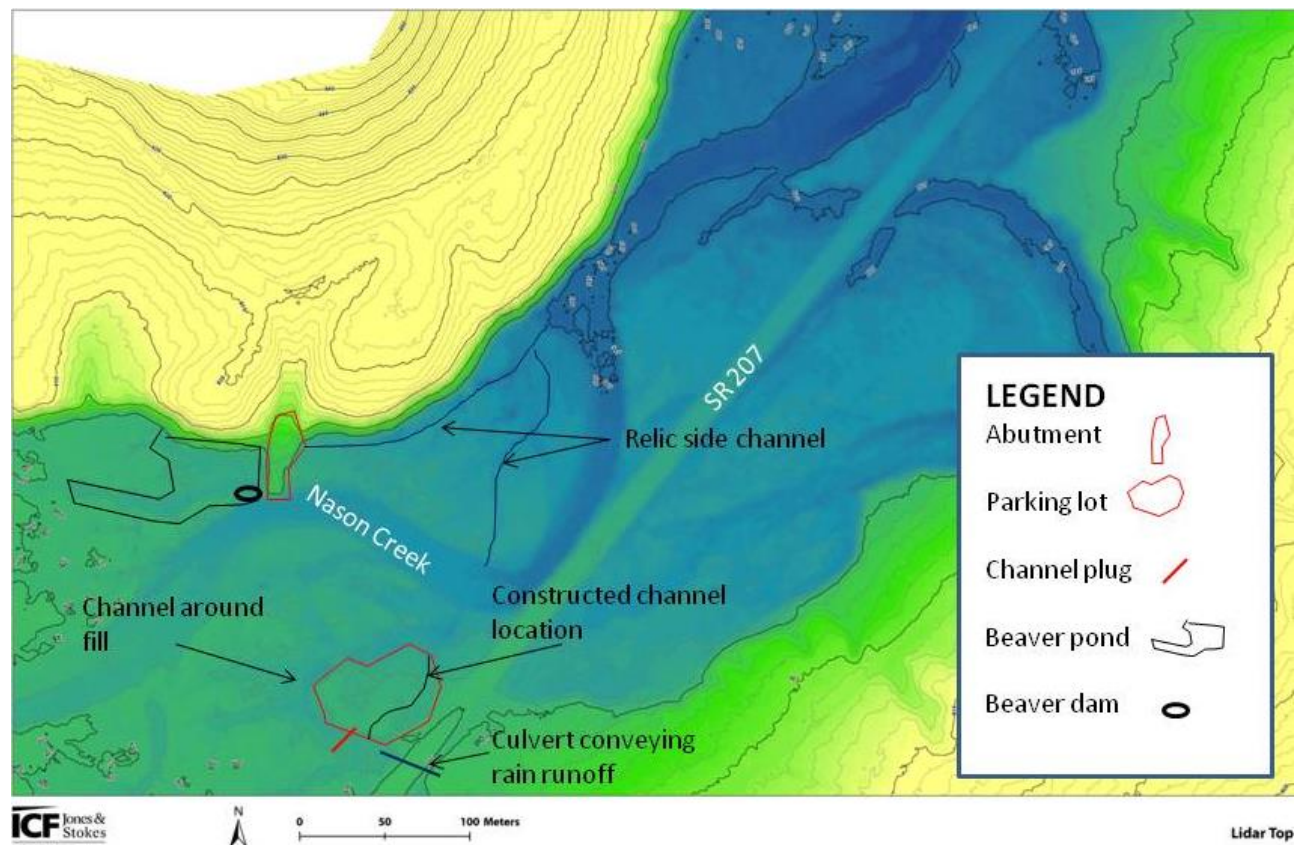 SR 207
LEGEND
Abutment
Relic side channel
Parking lot
Nason Creek
Channel plug
Channel around
fill
Constructed channel
location
Beaver pond
Beaver dam
Culvert conveying
rain runoff
ICF Jones &
Stokes
N
0 50 100 Meters
Lidar Top